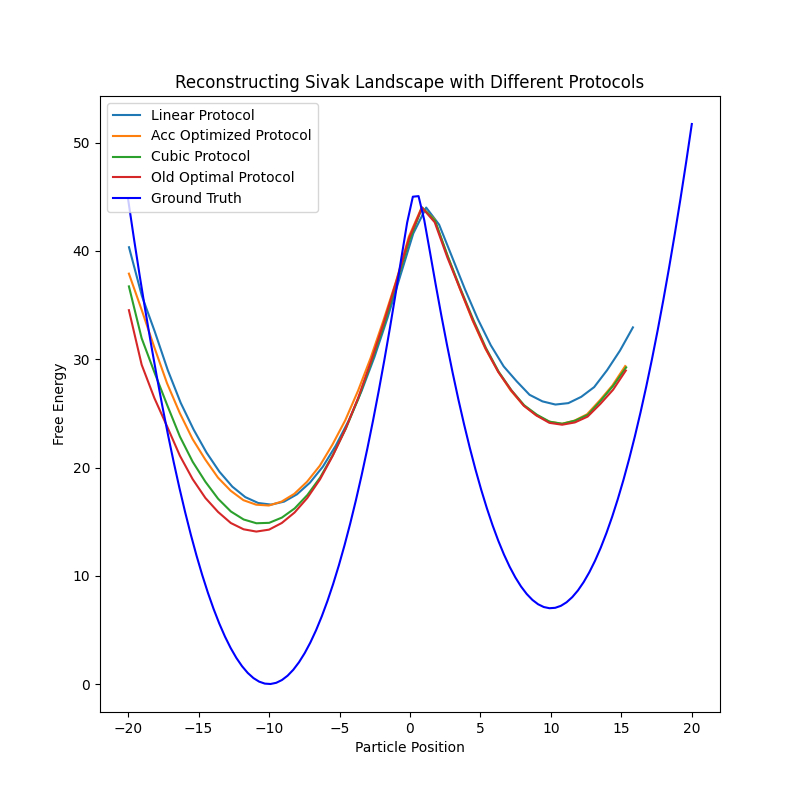 Reconstructing Sivak Landscape with Different Protocols
Linear Protocol
Acc Optimized Protocol
Cubic Protocol
Old Optimal Protocol
Ground Truth
Free Energy
50
40
30
20
10
0
−20 −15 −10 −5 0 5 10 15 20
Particle Position